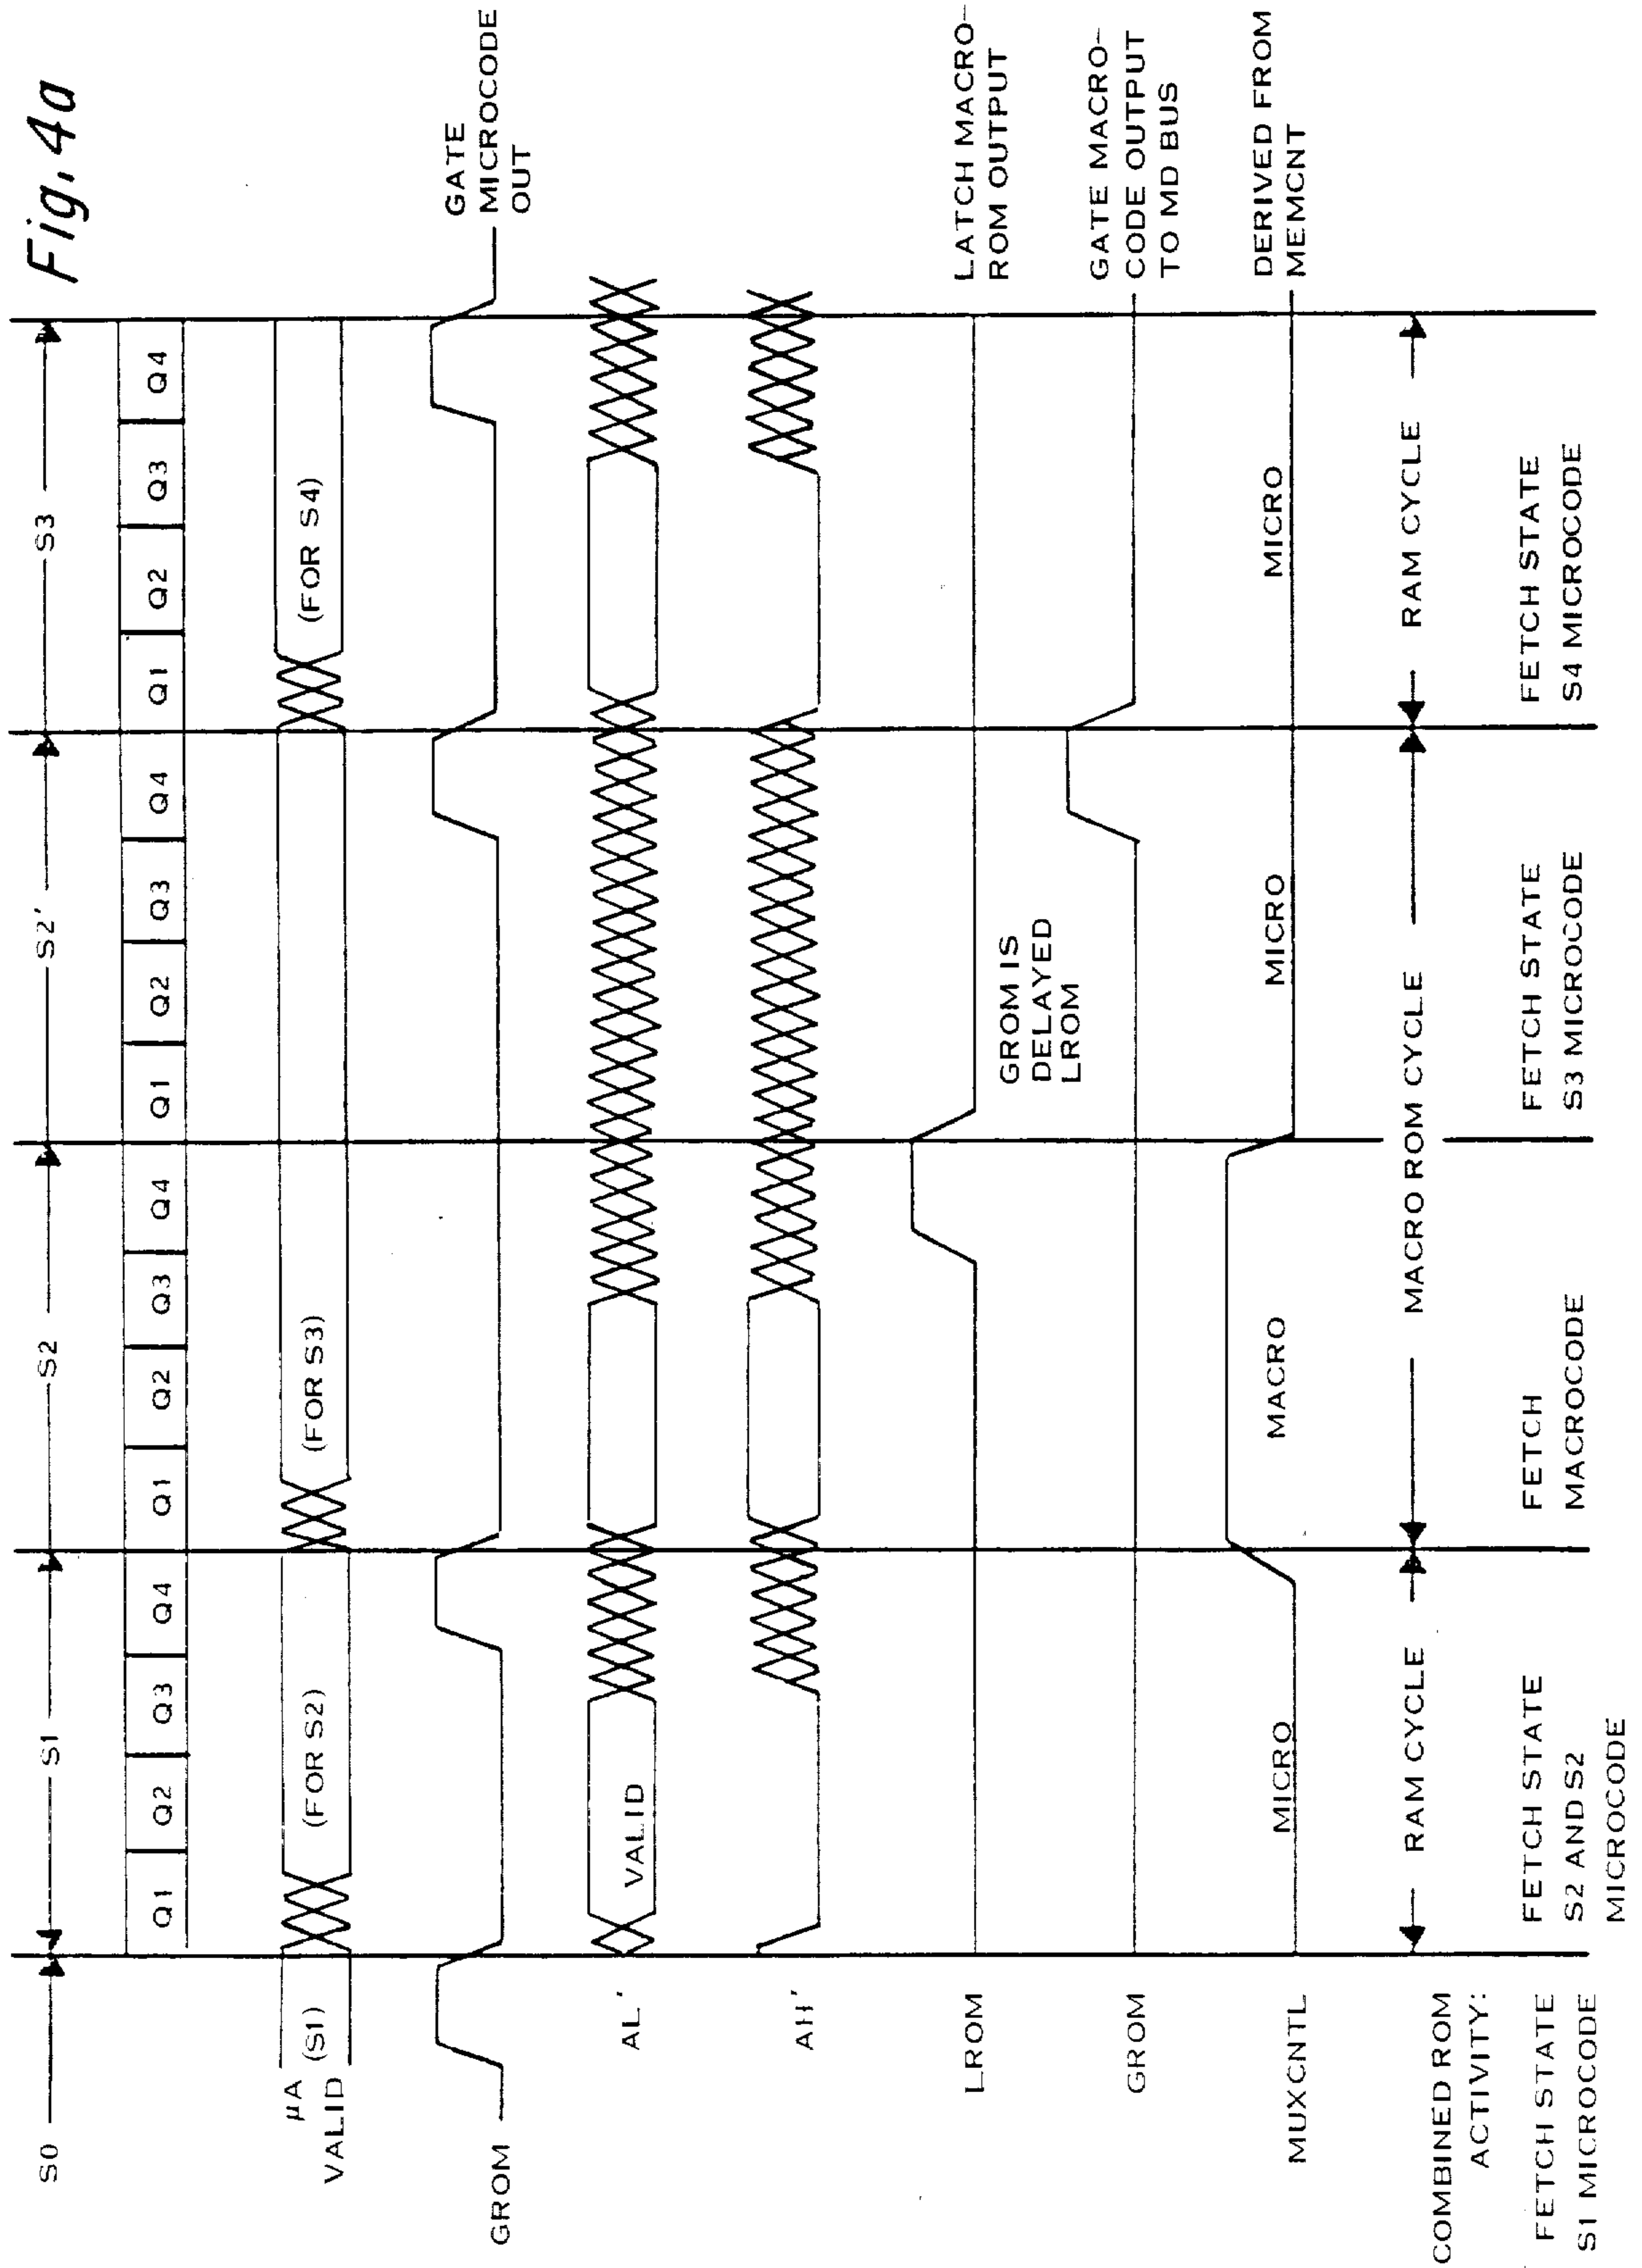 Fig. 4a
S0
S1
S2
S2'
S3
Q1 Q2 Q3 Q4 Q1 Q2 Q3 Q4 Q1 Q2 Q3 Q4 Q1 Q2 Q3 Q4
μA
VALID
(S1)
(FOR S2)
(FOR S3)
(FOR S4)
GROM
GATE
MICROCODE
OUT
AL'
VALID
AH'
LROM
LATCH MACRO-
ROM OUTPUT
GROM IS
DELAYED
LROM
GROM
GATE MACRO-
CODE OUTPUT
TO MD BUS
MUXCNTL
MICRO
MACRO
MICRO
MICRO
DERIVED FROM
MEMCNT
COMBINED ROM
ACTIVITY:
RAM CYCLE
MACRO ROM CYCLE
RAM CYCLE
FETCH STATE
S1 MICROCODE
FETCH STATE
S2 AND S2
MICROCODE
FETCH
MACROCODE
FETCH STATE
S3 MICROCODE
FETCH STATE
S4 MICROCODE